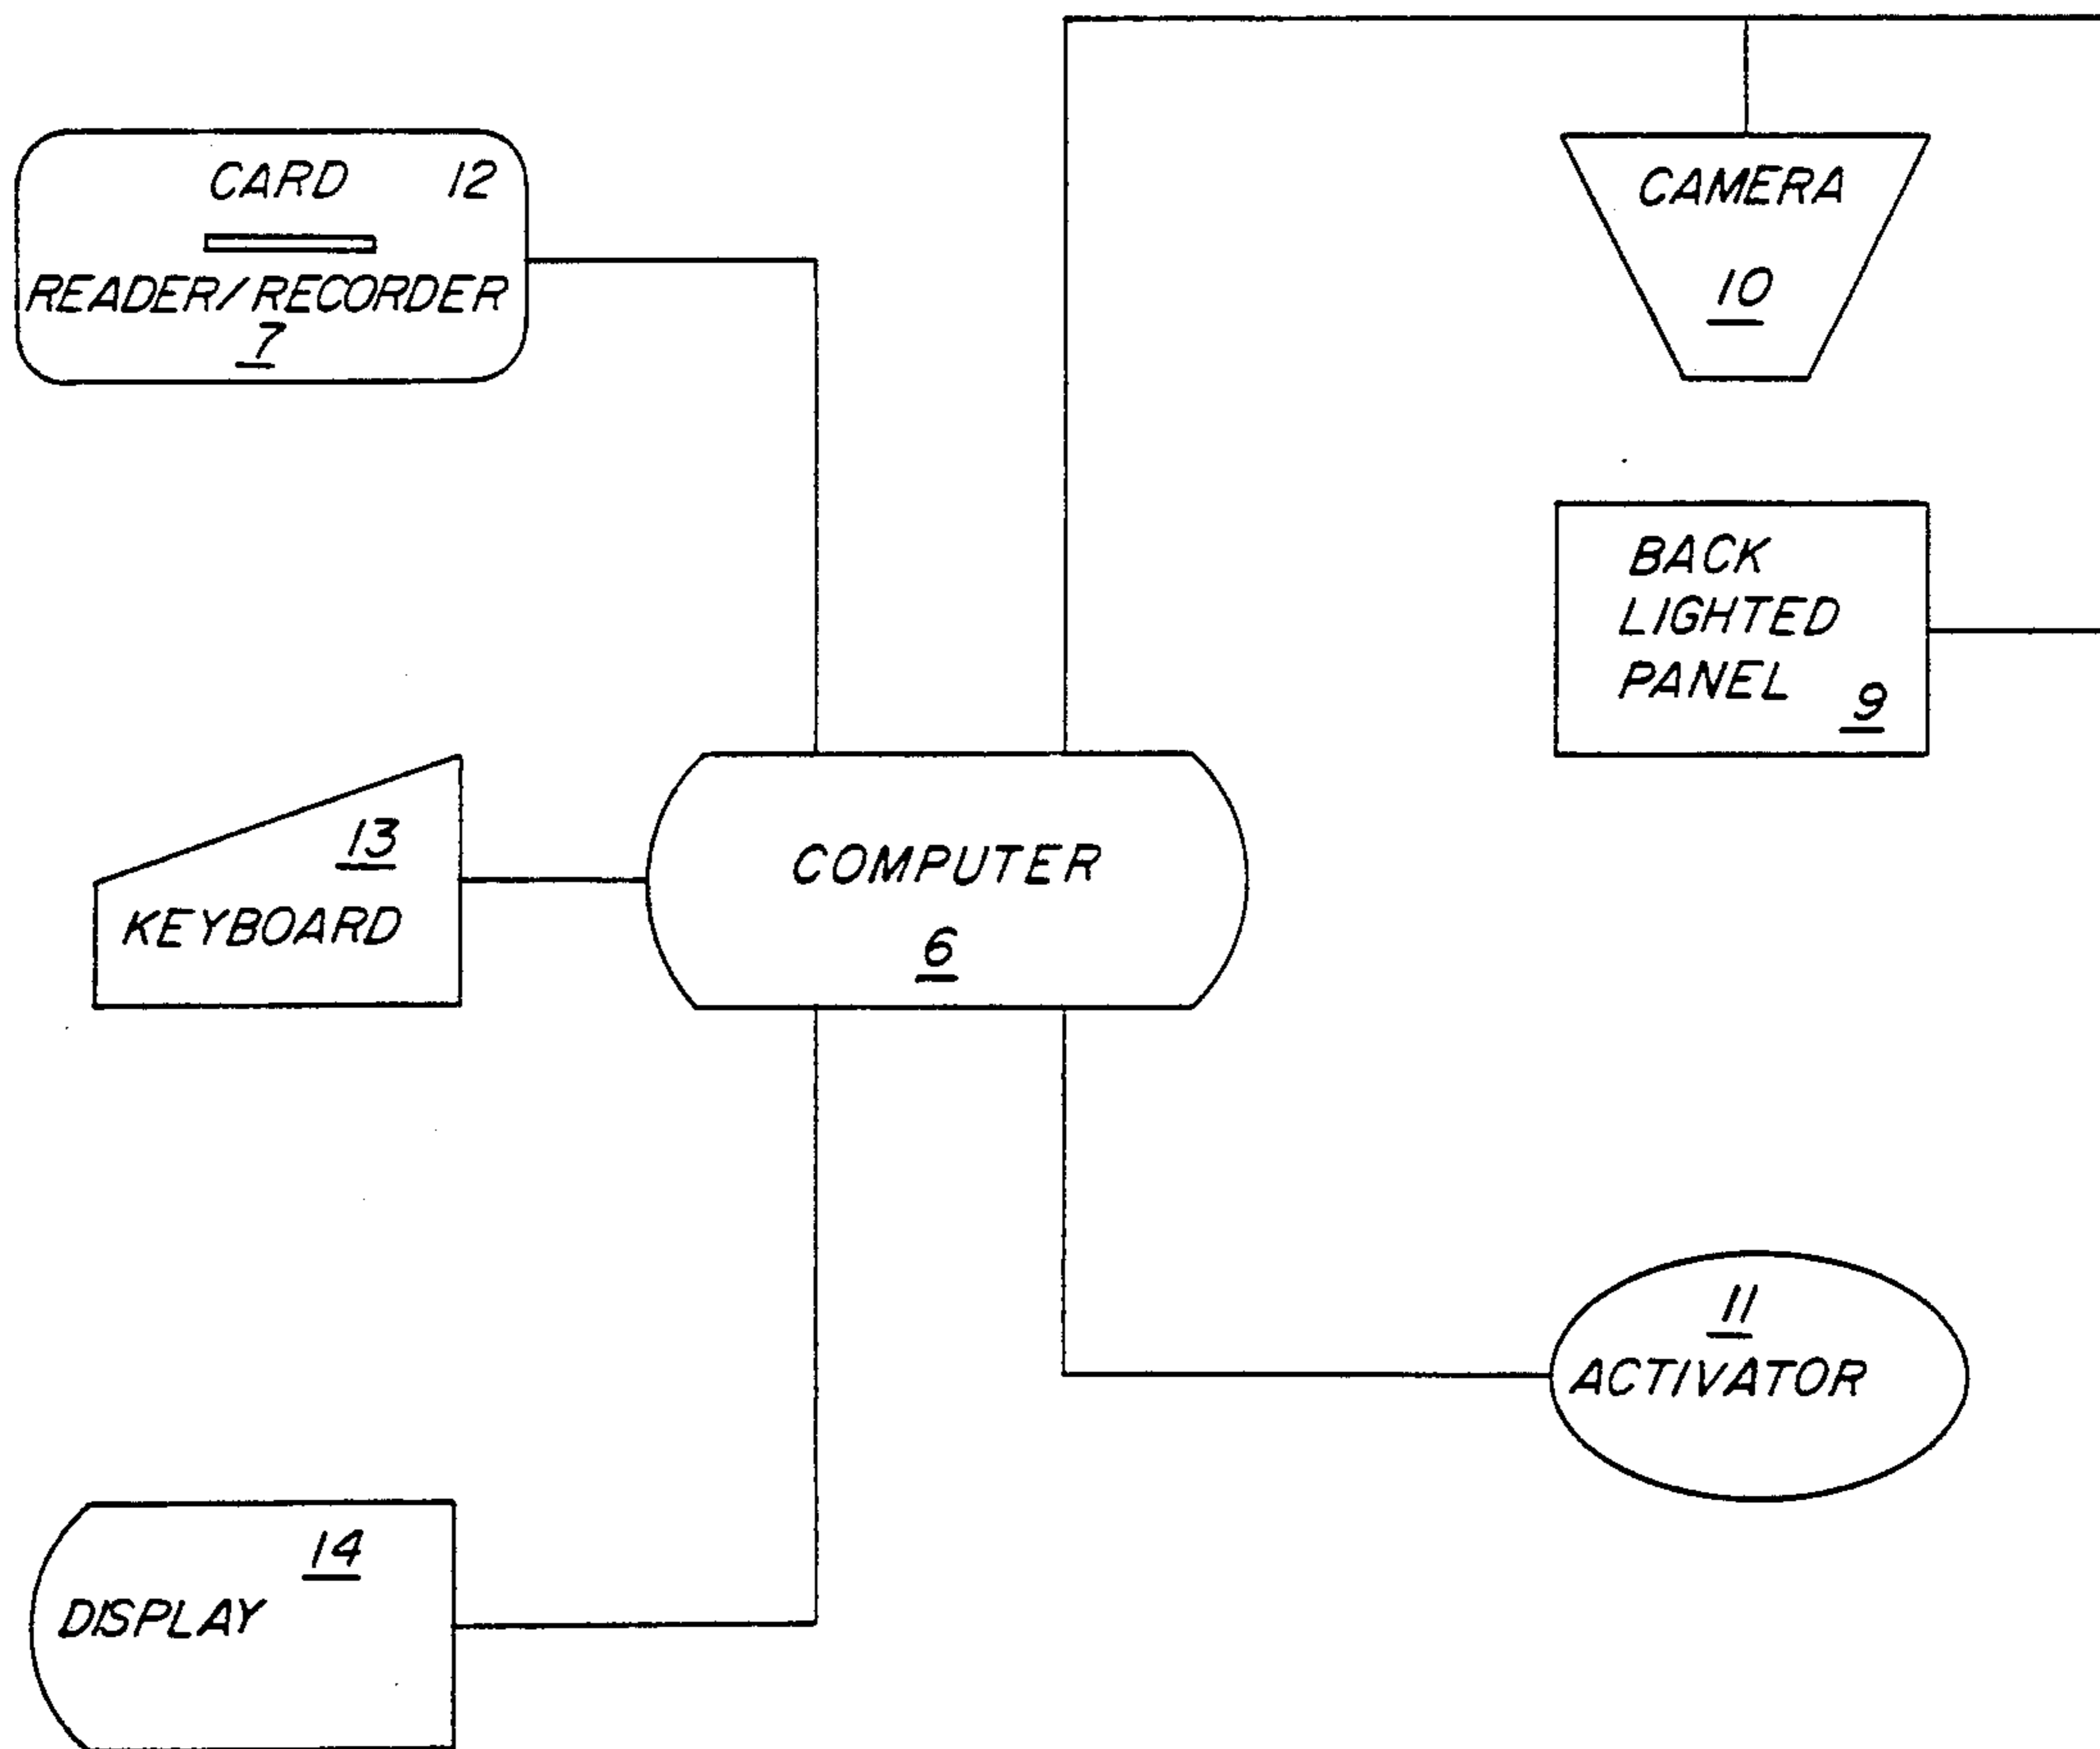 CARD 12
READER/RECORDER
7
CAMERA
10
BACK
LIGHTED
PANEL 9
13
KEYBOARD
COMPUTER
6
11
ACTIVATOR
14
DISPLAY